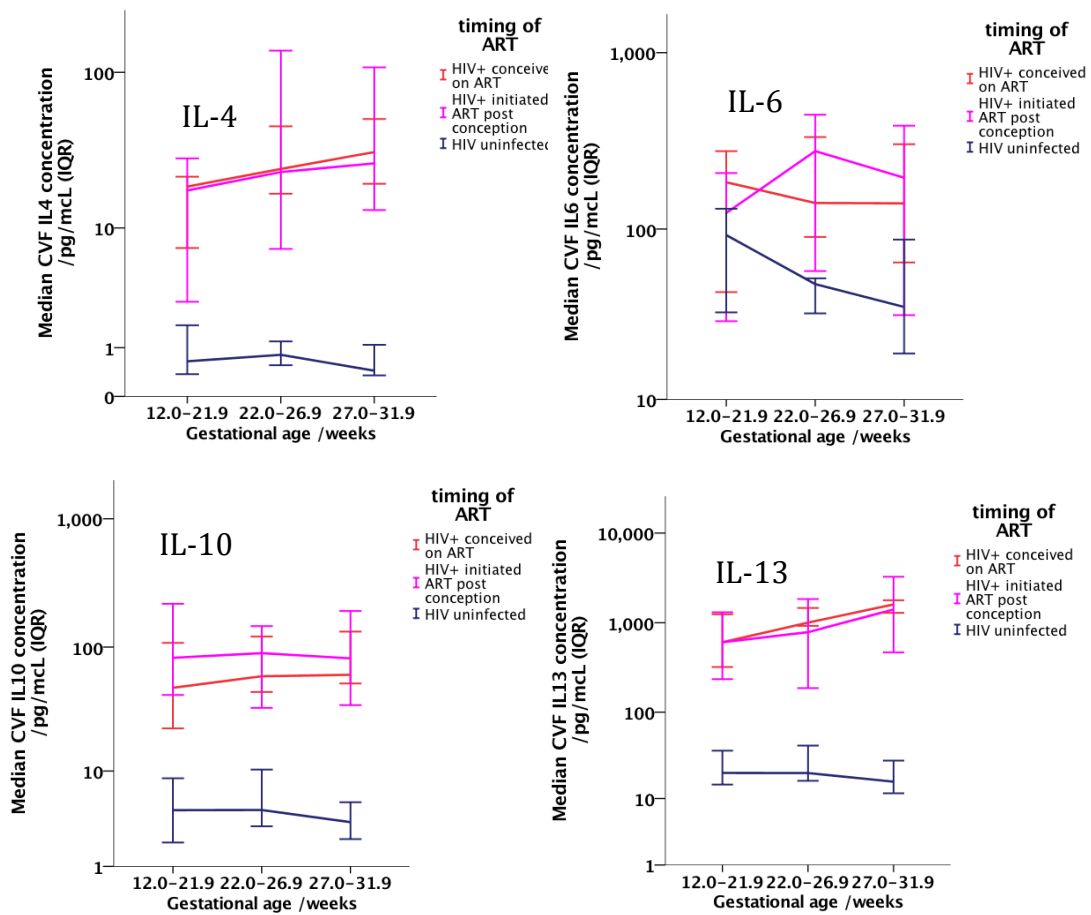 Median CVF IL4 concentration
/pg/mcL (IQR)
100
10
1
0
IL-4
12.0–21.9 22.0–26.9 27.0–31.9
Gestational age /weeks
timing of
ART
HIV+ conceived
on ART
HIV+ initiated
ART post
conception
HIV uninfected
Median CVF IL6 concentration
/pg/mcL (IQR)
1,000
100
10
IL-6
12.0–21.9 22.0–26.9 27.0–31.9
Gestational age /weeks
timing of
ART
HIV+ conceived
on ART
HIV+ initiated
ART post
conception
HIV uninfected
Median CVF IL10 concentration
/pg/mcL (IQR)
1,000
100
10
1
IL-10
12.0–21.9 22.0–26.9 27.0–31.9
Gestational age /weeks
timing of
ART
HIV+ conceived
on ART
HIV+ initiated
ART post
conception
HIV uninfected
Median CVF IL13 concentration
/pg/mcL (IQR)
10,000
1,000
100
10
1
IL-13
12.0–21.9 22.0–26.9 27.0–31.9
Gestational age /weeks
timing of
ART
HIV+ conceived
on ART
HIV+ initiated
ART post
conception
HIV uninfected